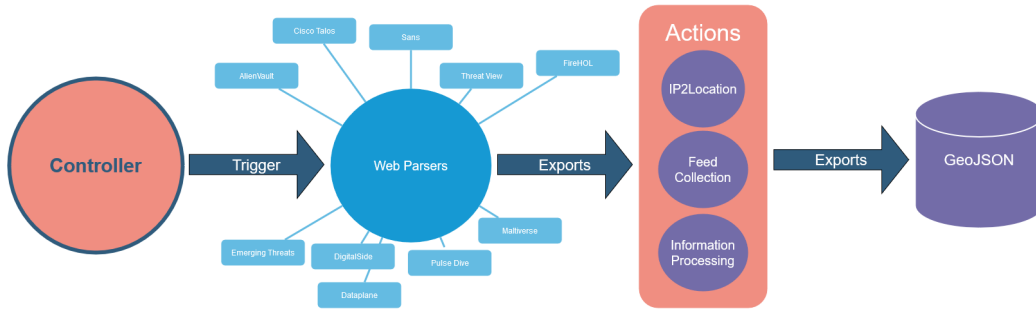 Controller
Trigger
Cisco Talos
Sans
AlienVault
Threat View
FireHOL
Web Parsers
Emerging Threats
DigitalSide
Dataplane
Pulse Dive
Maltiverse
Exports
Actions
IP2Location
Feed
Collection
Information
Processing
Exports
GeoJSON